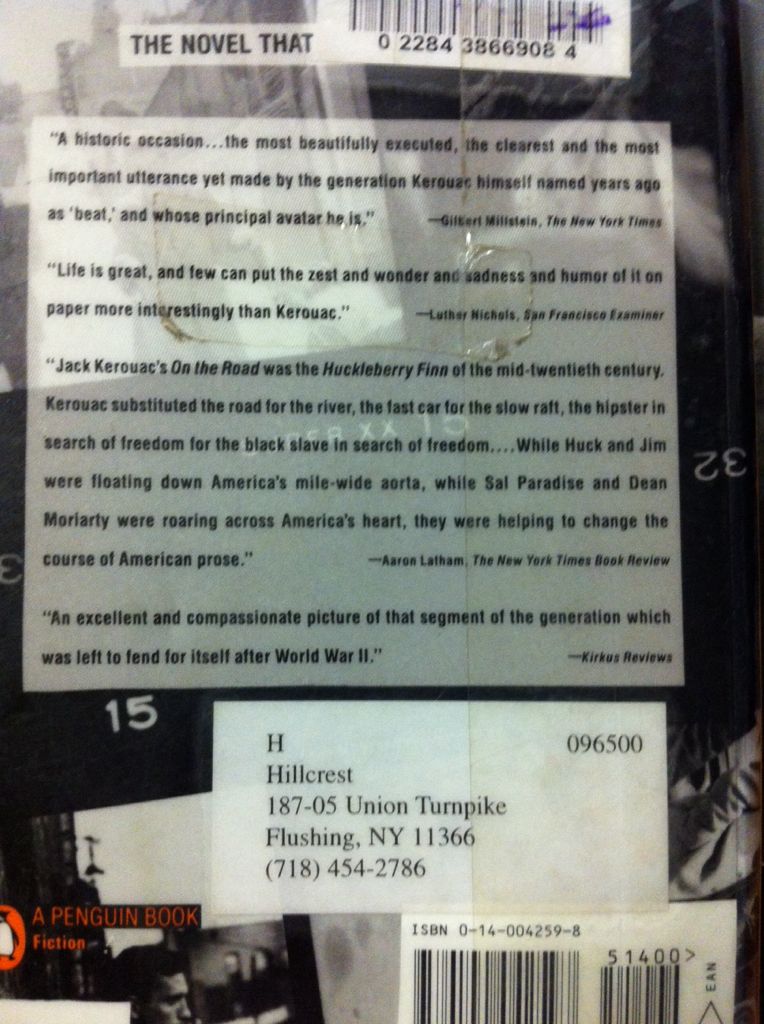 THE NOVEL THAT
0 2284 3866908 4
"A historic occasion...the most beautifully executed, the clearest and the most
important utterance yet made by the generation Kerouac himself named years ago
as 'beat,' and whose principal avatar he is." —Gilbert Millstein, The New York Times
"Life is great, and few can put the zest and wonder and sadness and humor of it on
paper more interestingly than Kerouac." —Luther Nichols, San Francisco Examiner
"Jack Kerouac's On the Road was the Huckleberry Finn of the mid-twentieth century.
Kerouac substituted the road for the river, the fast car for the slow raft, the hipster in
search of freedom for the black slave in search of freedom....While Huck and Jim
were floating down America's mile-wide aorta, while Sal Paradise and Dean
Moriarty were roaring across America's heart, they were helping to change the
course of American prose." —Aaron Latham, The New York Times Book Review
"An excellent and compassionate picture of that segment of the generation which
was left to fend for itself after World War II." —Kirkus Reviews
32
15
H 096500
Hillcrest
187-05 Union Turnpike
Flushing, NY 11366
(718) 454-2786
A PENGUIN BOOK
Fiction
ISBN 0-14-004259-8
51400>
EAN